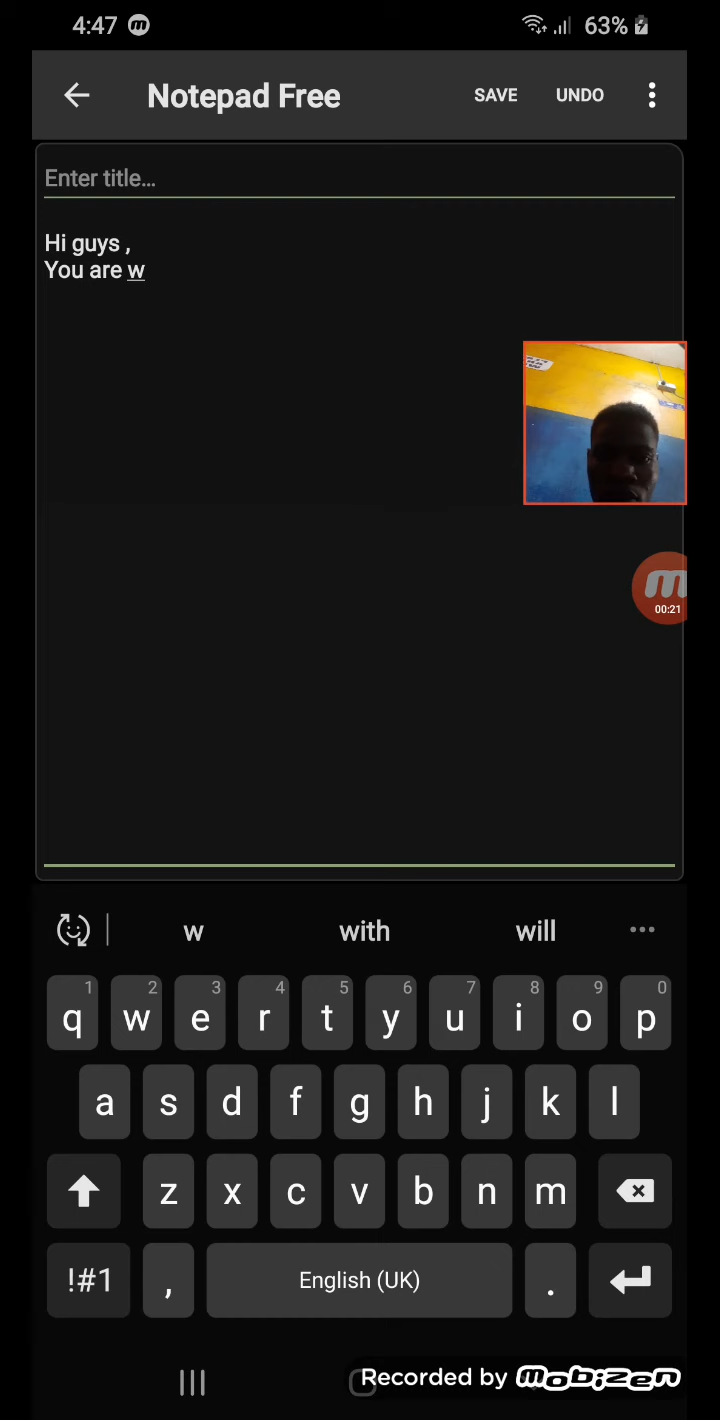 4:47 m 63%
Notepad Free SAVE UNDO
Enter title...
Hi guys ,
You are w
m
00:21
w with will •••
1 2 3 4 5 6 7 8 9 0
q w e r t y u i o p
a s d f g h j k l
z x c v b n m
!#1 , English (UK) .
Recorded by mobizen